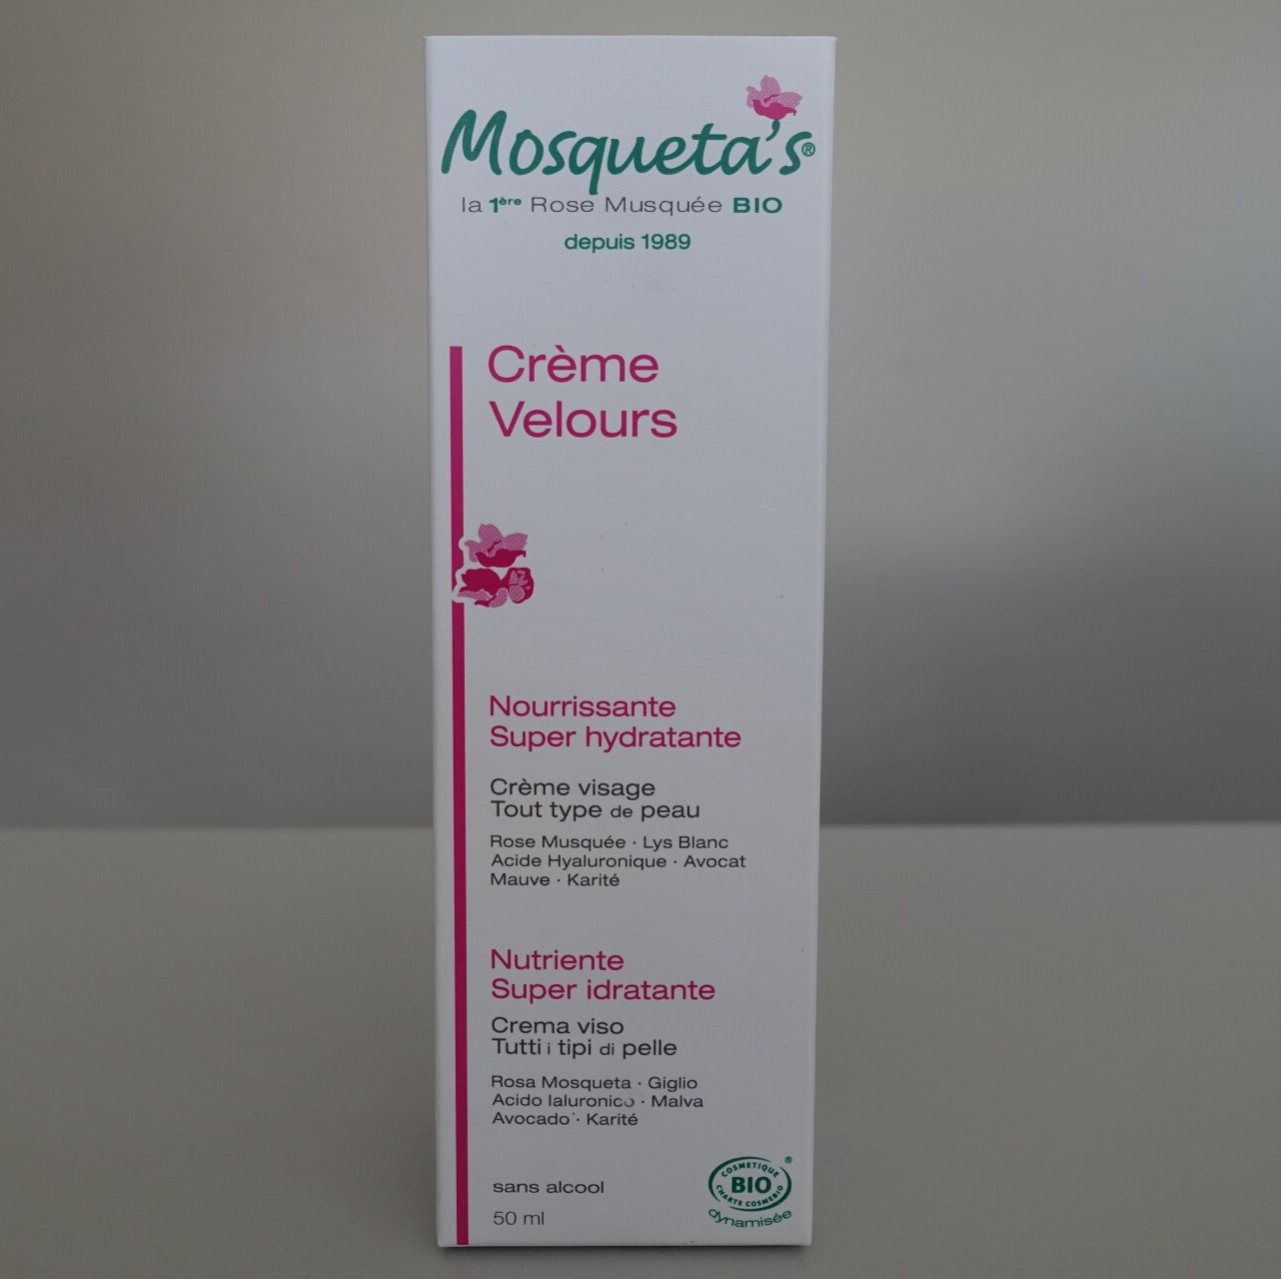 Mosqueta's®
la 1ère Rose Musquée BIO
depuis 1989
Crème
Velours
Nourrissante
Super hydratante
Crème visage
Tout type de peau
Rose Musquée · Lys Blanc
Acide Hyaluronique · Avocat
Mauve · Karité
Nutriente
Super idratante
Crema viso
Tutti i tipi di pelle
Rosa Mosqueta · Giglio
Acido Ialuronico · Malva
Avocado · Karité
sans alcool
50 ml
COSMETIQUE ®
BIO
CHARTE COSMEBIO
dynamisée